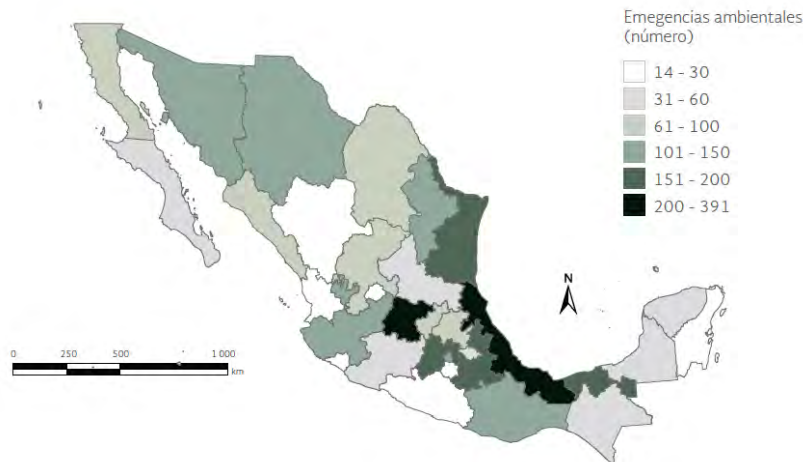 Emegencias ambientales
(número)
14 - 30
31 - 60
61 - 100
101 - 150
151 - 200
200 - 391
N
0 250 500 1 000
km